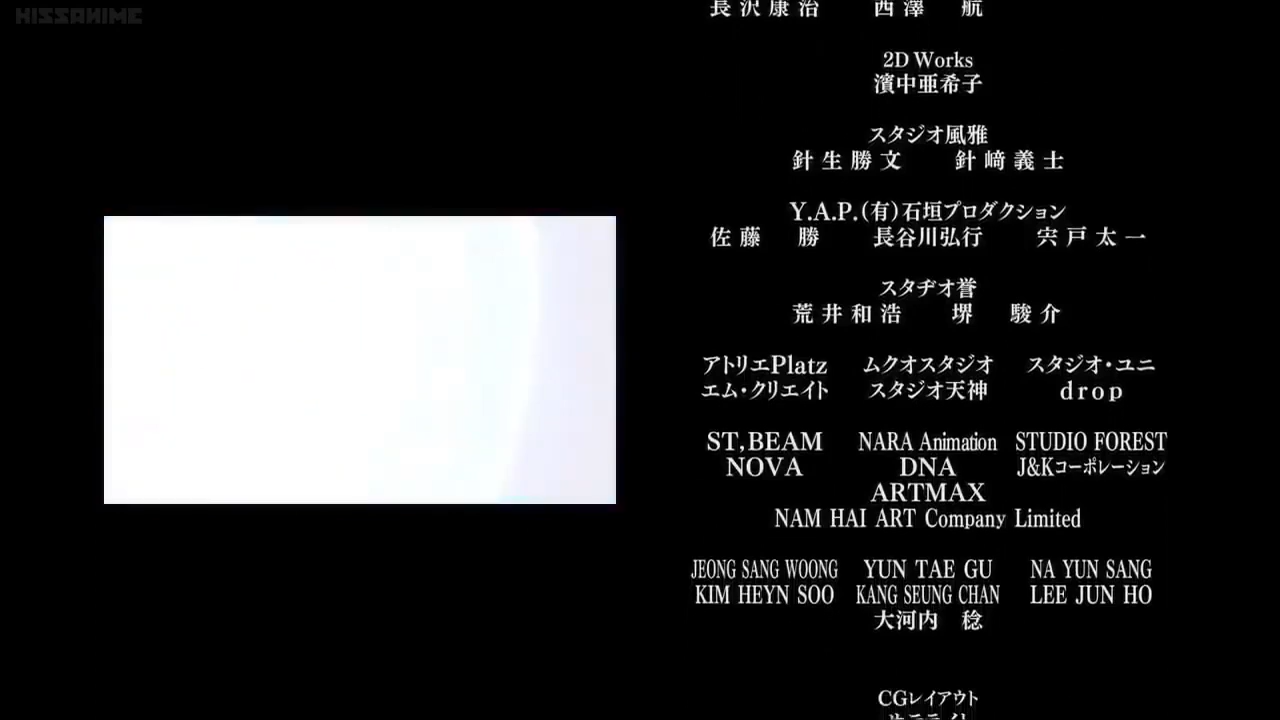 KISSANIME
長沢康治 西澤 航
2D Works
濱中亜希子
スタジオ風雅
針生勝文 針﨑義士
Y.A.P.(有)石垣プロダクション
佐藤 勝 長谷川弘行 宍戸太一
スタヂオ誉
荒井和浩 堺 駿介
アトリエPlatz ムクオスタジオ スタジオ・ユニ
エム・クリエイト スタジオ天神 drop
ST,BEAM NARA Animation STUDIO FOREST
NOVA DNA J&Kコーポレーション
ARTMAX
NAM HAI ART Company Limited
JEONG SANG WOONG YUN TAE GU NA YUN SANG
KIM HEYN SOO KANG SEUNG CHAN LEE JUN HO
大河内 稔
CGレイアウト